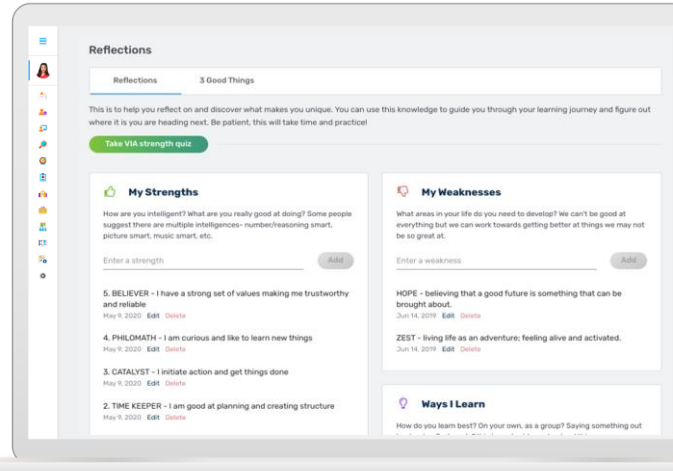 Reflections
Reflections
3 Good Things
This is to help you reflect on and discover what makes you unique. You can use this knowledge to guide you through your learning journey and figure out
where it is you are heading next. Be patient, this will take time and practice!
Take VIA strength quiz
My Strengths
How are you intelligent? What are you really good at doing? Some people
suggest there are multiple intelligences- number/reasoning smart,
picture smart, music smart, etc.
Enter a strength
Add
5. BELIEVER - I have a strong set of values making me trustworthy
and reliable
May 9, 2020 Edit Delete
4. PHILOMATH - I am curious and like to learn new things
May 9, 2020 Edit Delete
3. CATALYST - I initiate action and get things done
May 9, 2020 Edit Delete
2. TIME KEEPER - I am good at planning and creating structure
May 9, 2020 Edit Delete
My Weaknesses
What areas in your life do you need to develop? We can't be good at
everything but we can work towards getting better at things we may not
be so great at.
Enter a weakness
Add
HOPE - believing that a good future is something that can be
brought about.
Jun 14, 2019 Edit Delete
ZEST - living life as an adventure; feeling alive and activated.
Jun 14, 2019 Edit Delete
Ways I Learn
How do you learn best? On your own, as a group? Saying something out